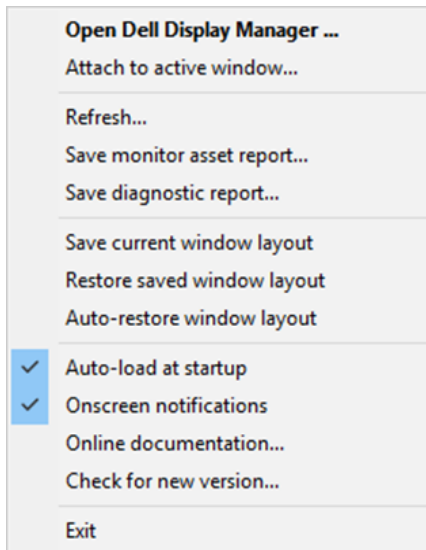 Open Dell Display Manager ...
Attach to active window...
Refresh...
Save monitor asset report...
Save diagnostic report...
Save current window layout
Restore saved window layout
Auto-restore window layout
Auto-load at startup
Onscreen notifications
Online documentation...
Check for new version...
Exit